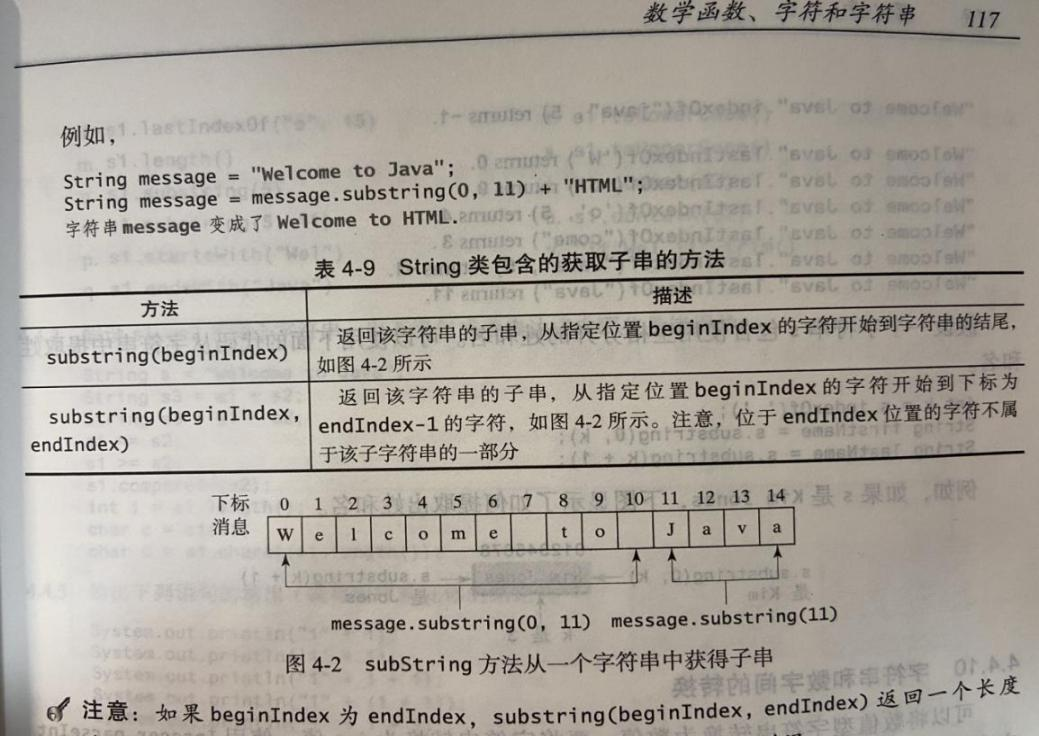 数学函数、字符和字符串 117
例如，
String message = "Welcome to Java";
String message = message.substring(0, 11) + "HTML";
字符串 message 变成了 Welcome to HTML.
表 4-9 String 类包含的获取子串的方法
方法 描述
substring(beginIndex) 返回该字符串的子串，从指定位置 beginIndex 的字符开始到字符串的结尾，
如图 4-2 所示
substring(beginIndex, 返回该字符串的子串，从指定位置 beginIndex 的字符开始到下标为
endIndex) endIndex-1 的字符，如图 4-2 所示。注意，位于 endIndex 位置的字符不属
于该子字符串的一部分
下标 0 1 2 3 4 5 6 7 8 9 10 11 12 13 14
消息 W e l c o m e t o J a v a
message.substring(0, 11) message.substring(11)
图 4-2 subString 方法从一个字符串中获得子串
注意：如果 beginIndex 为 endIndex，substring(beginIndex, endIndex) 返回一个长度